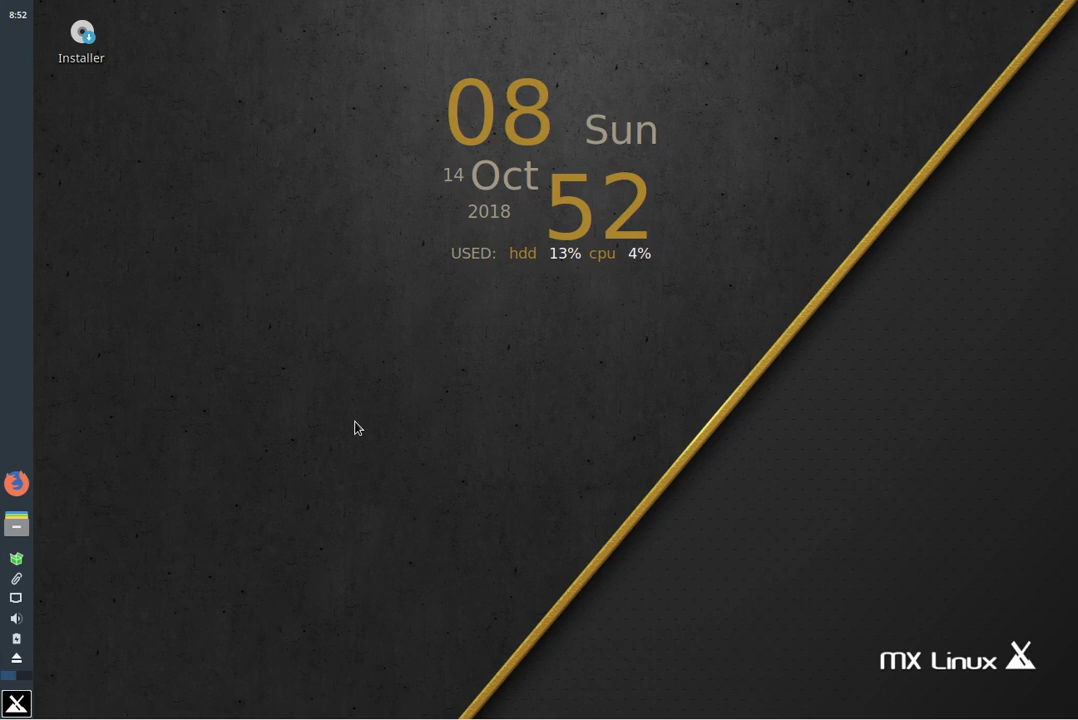 8:52
Installer
08 Sun
14 Oct 52
2018
USED: hdd 13% cpu 4%
MX Linux